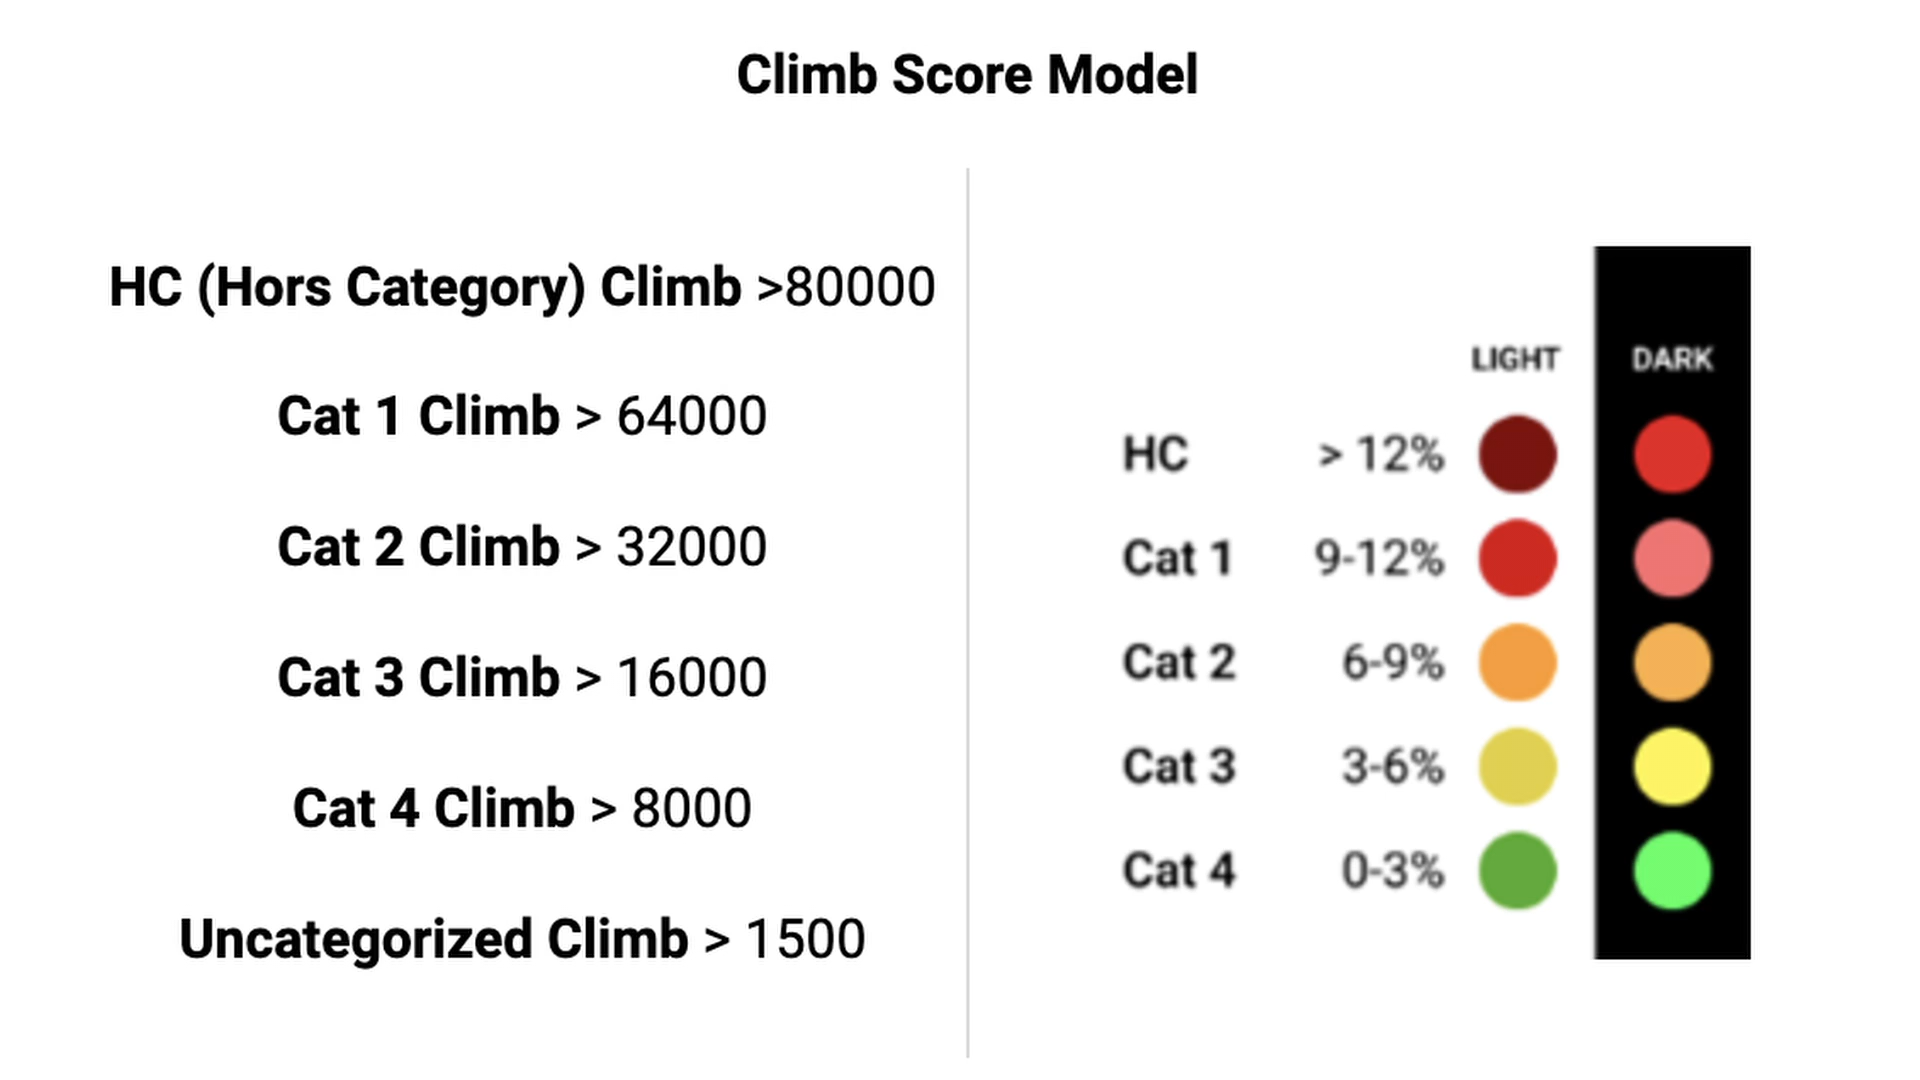 Climb Score Model
HC (Hors Category) Climb >80000
Cat 1 Climb > 64000
Cat 2 Climb > 32000
Cat 3 Climb > 16000
Cat 4 Climb > 8000
Uncategorized Climb > 1500
LIGHT DARK
HC > 12%
Cat 1 9-12%
Cat 2 6-9%
Cat 3 3-6%
Cat 4 0-3%